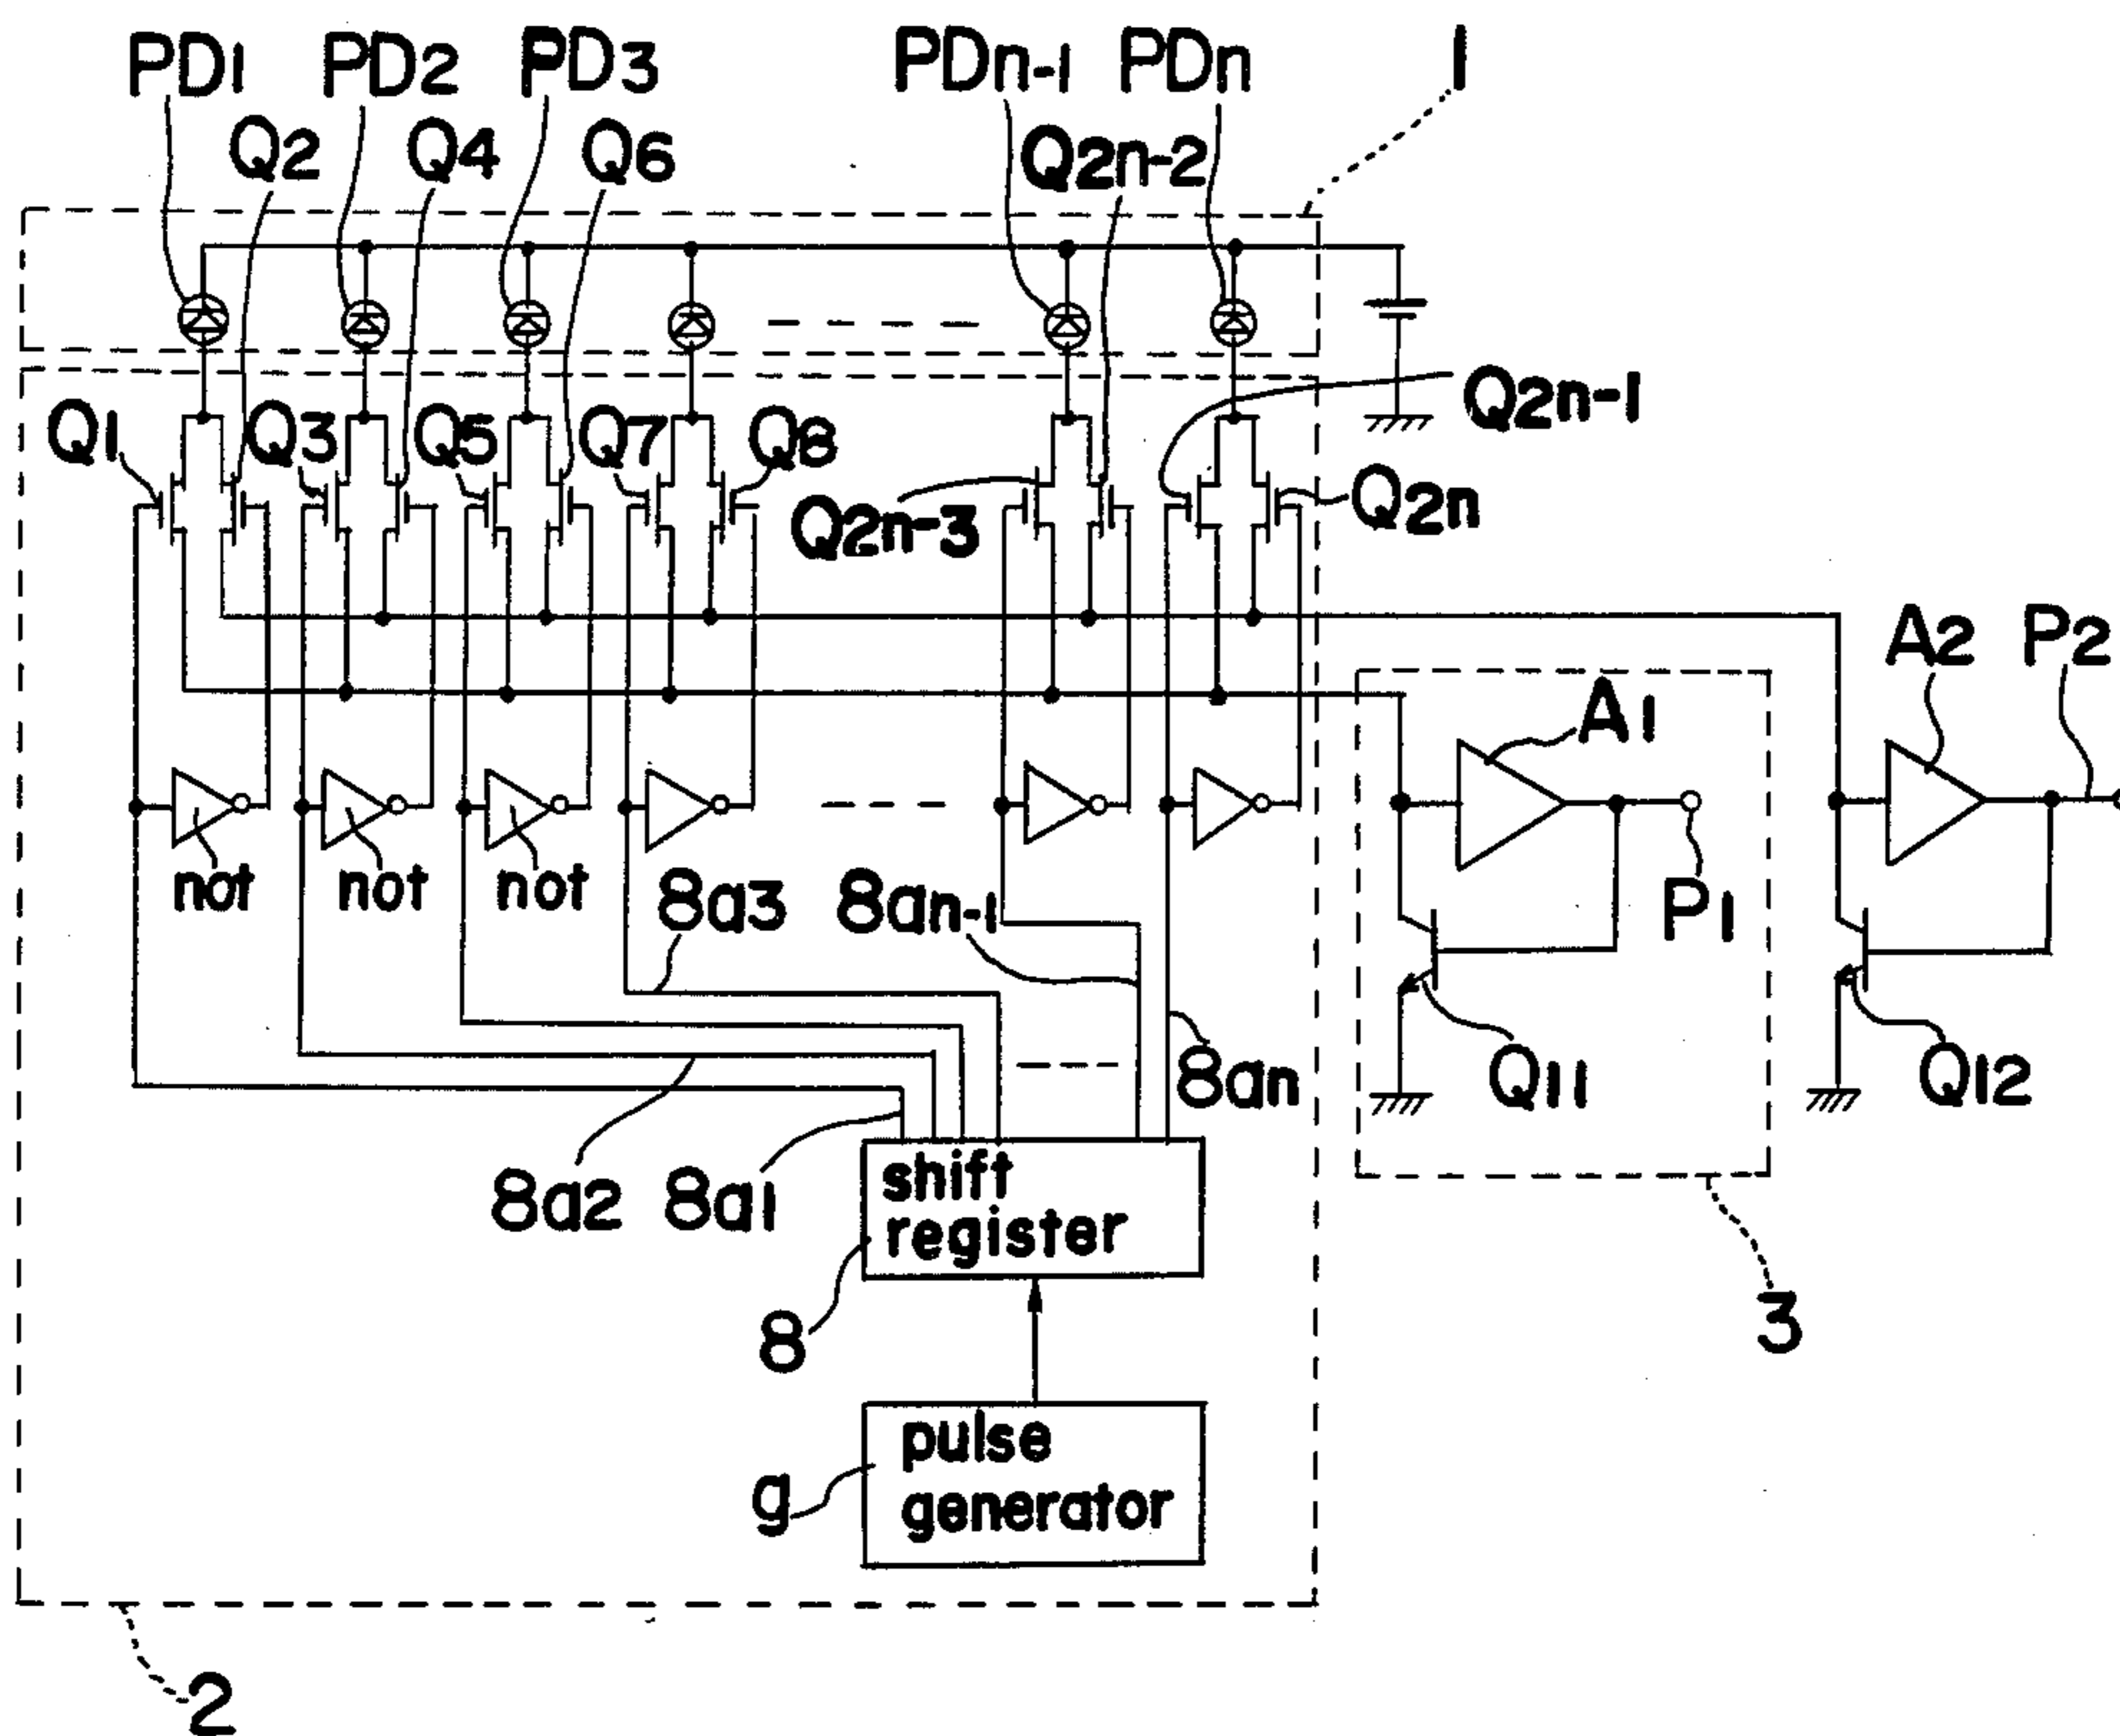 PD1 PD2 PD3 PDn-1 PDn 1
Q2 Q4 Q6 Q2n-2
Q1 Q3 Q5 Q7 Q8 Q2n-1
Q2n-3 Q2n
A2 P2
A1
not not not 8a3 8an-1 P1
8an Q11 Q12
8a2 8a1
shift
register
8 3
pulse
g
generator
2